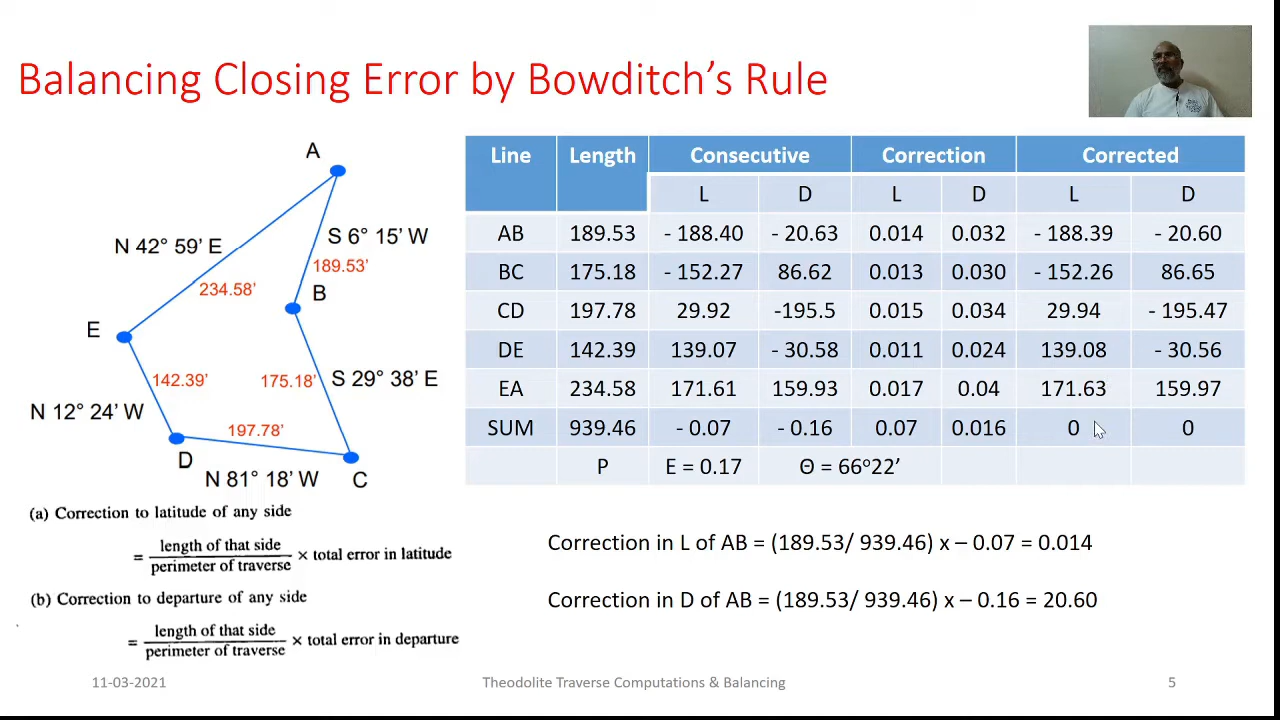 Balancing Closing Error by Bowditch's Rule
A
N 42° 59' E
S 6° 15' W
189.53'
234.58'
B
E
142.39'
175.18'
S 29° 38' E
N 12° 24' W
197.78'
D
N 81° 18' W
C
Line Length Consecutive Correction Corrected
L D L D L D
AB 189.53 - 188.40 - 20.63 0.014 0.032 - 188.39 - 20.60
BC 175.18 - 152.27 86.62 0.013 0.030 - 152.26 86.65
CD 197.78 29.92 -195.5 0.015 0.034 29.94 - 195.47
DE 142.39 139.07 - 30.58 0.011 0.024 139.08 - 30.56
EA 234.58 171.61 159.93 0.017 0.04 171.63 159.97
SUM 939.46 - 0.07 - 0.16 0.07 0.016 0 0
P E = 0.17 Θ = 66°22'
(a) Correction to latitude of any side
= length of that side / perimeter of traverse × total error in latitude
(b) Correction to departure of any side
= length of that side / perimeter of traverse × total error in departure
Correction in L of AB = (189.53/ 939.46) x – 0.07 = 0.014
Correction in D of AB = (189.53/ 939.46) x – 0.16 = 20.60
11-03-2021 Theodolite Traverse Computations & Balancing 5